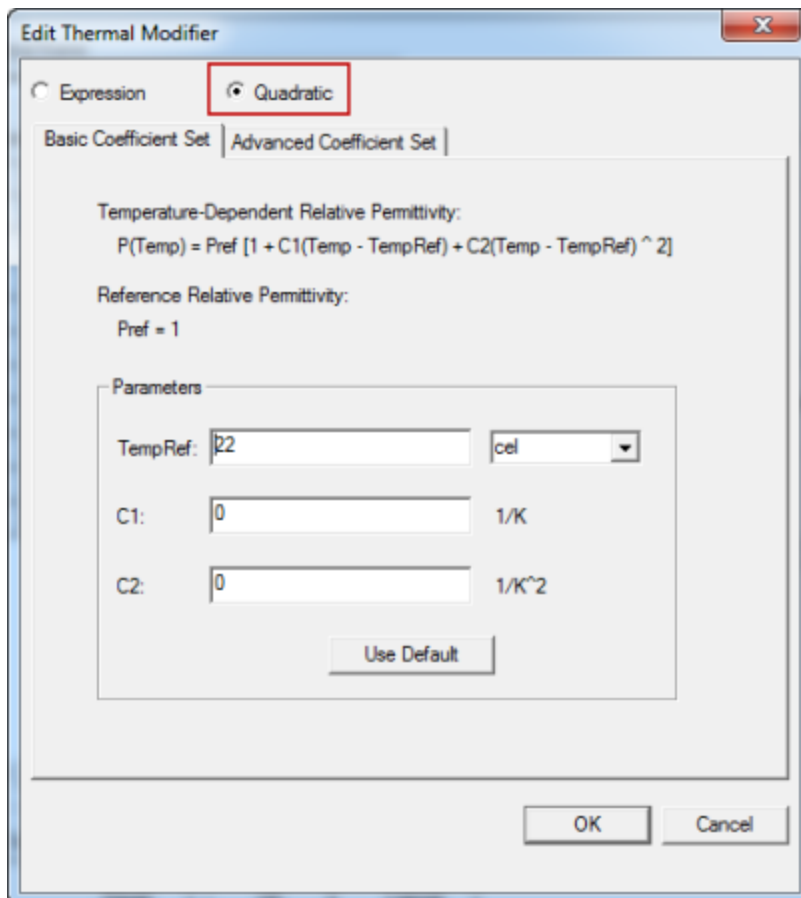 Edit Thermal Modifier
Expression Quadratic
Basic Coefficient Set Advanced Coefficient Set
Temperature-Dependent Relative Permittivity:
P(Temp) = Pref [1 + C1(Temp - TempRef) + C2(Temp - TempRef) ^ 2]
Reference Relative Permittivity:
Pref = 1
Parameters
TempRef: 22 cel
C1: 0 1/K
C2: 0 1/K^2
Use Default
OK Cancel